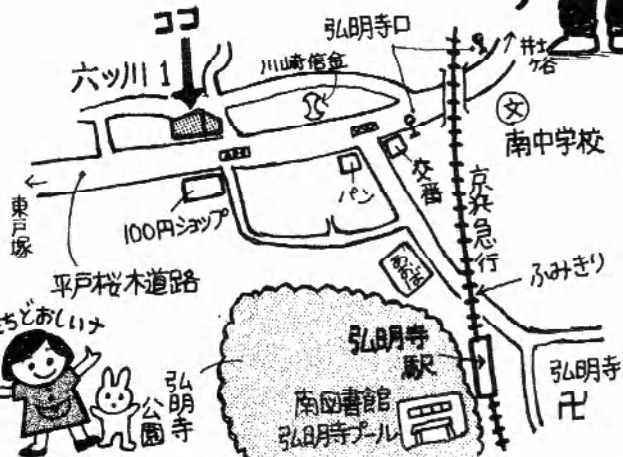 ココ
六ッ川1
川崎信金
弘明寺口
井土ヶ谷
文
南中学校
東戸塚
100円ショップ
パン
交番
京浜急行
平戸桜木道路
ふみきり
弘明寺駅
弘明寺
卍
弘明寺公園
南図書館
弘明寺プール